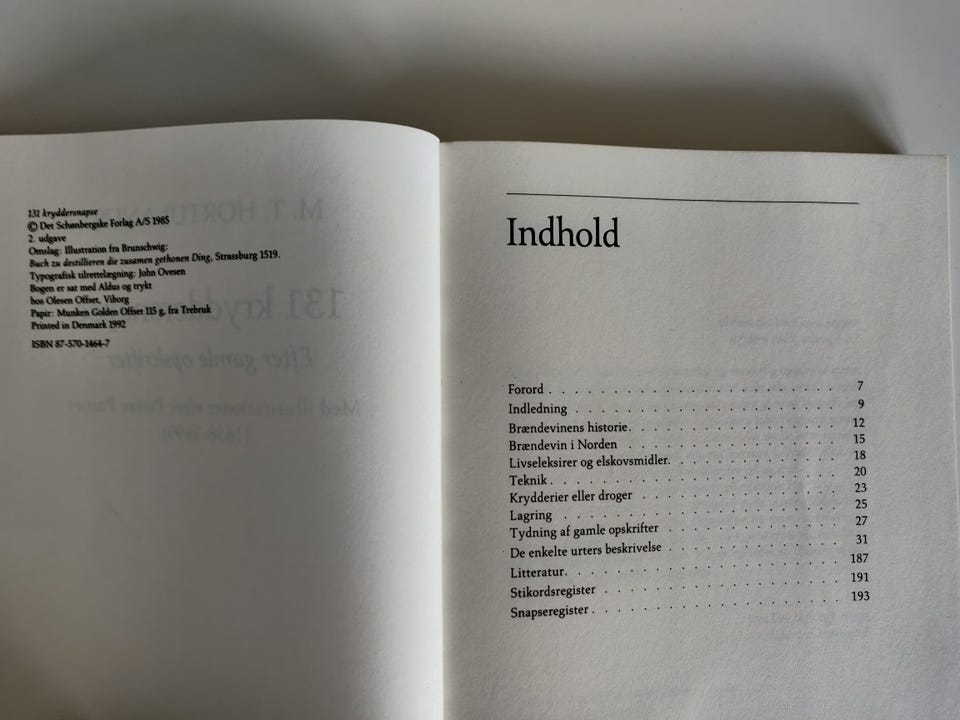 131 kryddersnapse
© Det Schønbergske Forlag A/S 1985
2. udgave
Omslag: Illustration fra Brunschwig:
Buch zu destillieren die zusamen gethonen Ding, Strassburg 1519.
Typografisk tilrettelægning: John Ovesen
Bogen er sat med Aldus og trykt
hos Olesen Offset, Viborg
Papir: Munken Golden Offset 115 g, fra Trebruk
Printed in Denmark 1992
ISBN 87-570-1464-7
Indhold
Forord . . . . . . . . . . . . . . . . . . 7
Indledning . . . . . . . . . . . . . . . . . 9
Brændevinens historie. . . . . . . . . . . . . 12
Brændevin i Norden . . . . . . . . . . . . . . 15
Livseleksirer og elskovsmidler. . . . . . . . . . . 18
Teknik . . . . . . . . . . . . . . . . . . 20
Krydderier eller droger . . . . . . . . . . . . . 23
Lagring . . . . . . . . . . . . . . . . . . 25
Tydning af gamle opskrifter . . . . . . . . . . . 27
De enkelte urters beskrivelse . . . . . . . . . . . 31
Litteratur. . . . . . . . . . . . . . . . . . 187
Stikordsregister . . . . . . . . . . . . . . . 191
Snapseregister . . . . . . . . . . . . . . . . 193